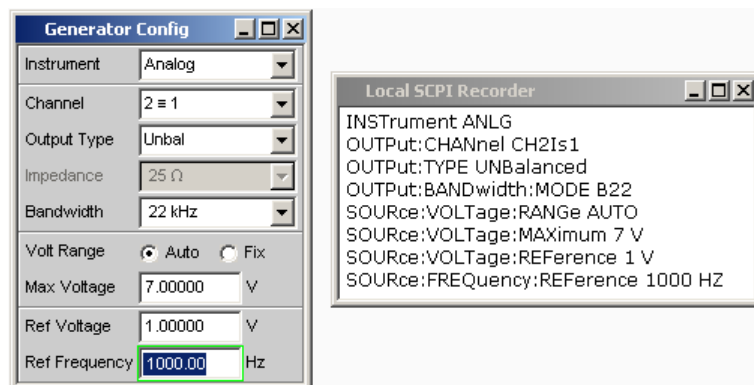 Generator Config
Instrument Analog
Channel 2 ≡ 1
Output Type Unbal
Impedance 25 Ω
Bandwidth 22 kHz
Volt Range Auto Fix
Max Voltage 7.00000 V
Ref Voltage 1.00000 V
Ref Frequency 1000.00 Hz
Local SCPI Recorder
INSTrument ANLG
OUTPut:CHANnel CH2Is1
OUTPut:TYPE UNBalanced
OUTPut:BANDwidth:MODE B22
SOURce:VOLTage:RANGe AUTO
SOURce:VOLTage:MAXimum 7 V
SOURce:VOLTage:REFerence 1 V
SOURce:FREQuency:REFerence 1000 HZ